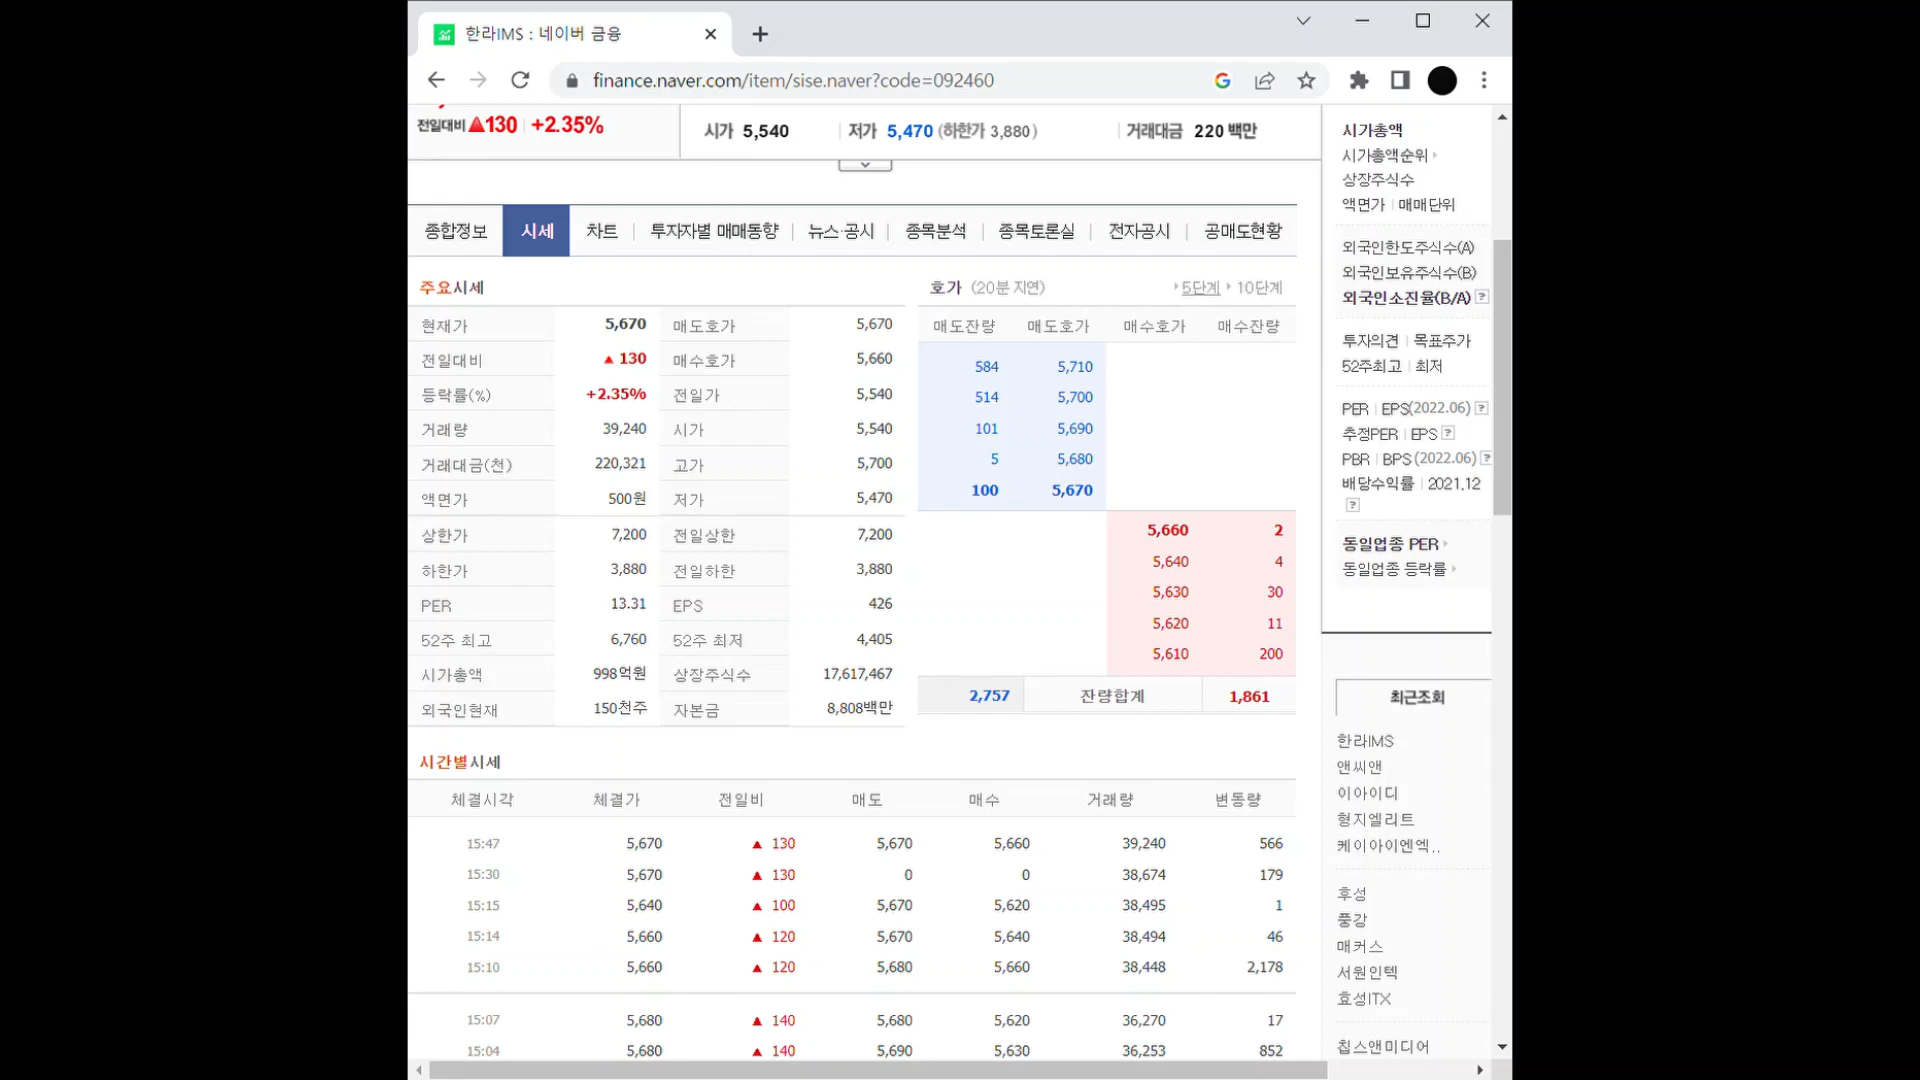 한라IMS : 네이버 금융
finance.naver.com/item/sise.naver?code=092460
전일대비 ▲130 +2.35%
시가 5,540 저가 5,470 (하한가 3,880) 거래대금 220 백만
종합정보 시세 차트 투자자별 매매동향 뉴스·공시 종목분석 종목토론실 전자공시 공매도현황
주요시세
현재가 5,670 매도호가 5,670
전일대비 ▲ 130 매수호가 5,660
등락률(%) +2.35% 전일가 5,540
거래량 39,240 시가 5,540
거래대금(천) 220,321 고가 5,700
액면가 500원 저가 5,470
상한가 7,200 전일상한 7,200
하한가 3,880 전일하한 3,880
PER 13.31 EPS 426
52주 최고 6,760 52주 최저 4,405
시가총액 998억원 상장주식수 17,617,467
외국인현재 150천주 자본금 8,808백만
호가 (20분 지연) 5단계 10단계
매도잔량 매도호가 매수호가 매수잔량
584 5,710
514 5,700
101 5,690
5 5,680
100 5,670
5,660 2
5,640 4
5,630 30
5,620 11
5,610 200
2,757 잔량합계 1,861
시간별시세
체결시각 체결가 전일비 매도 매수 거래량 변동량
15:47 5,670 ▲ 130 5,670 5,660 39,240 566
15:30 5,670 ▲ 130 0 0 38,674 179
15:15 5,640 ▲ 100 5,670 5,620 38,495 1
15:14 5,660 ▲ 120 5,670 5,640 38,494 46
15:10 5,660 ▲ 120 5,680 5,660 38,448 2,178
15:07 5,680 ▲ 140 5,680 5,620 36,270 17
15:04 5,680 ▲ 140 5,690 5,630 36,253 852
시가총액
시가총액순위
상장주식수
액면가 매매단위
외국인한도주식수(A)
외국인보유주식수(B)
외국인소진율(B/A) ?
투자의견 목표주가
52주최고 최저
PER EPS(2022.06) ?
추정PER EPS ?
PBR BPS (2022.06) ?
배당수익률 2021.12
?
동일업종 PER
동일업종 등락률
최근조회
한라IMS
앤씨앤
이아이디
형지엘리트
케이아이엔엑..
후성
풍강
매커스
서원인텍
효성ITX
칩스앤미디어